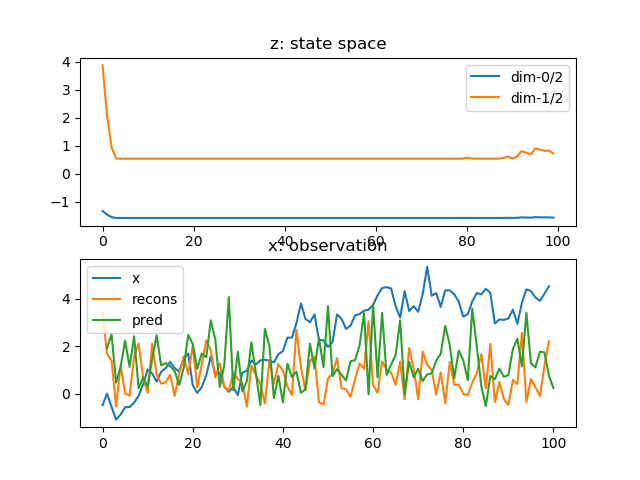 z: state space
4
3
2
1
0
−1
dim-0/2
dim-1/2
0 20 40 60 80 100
x: observation
4
2
0
x
recons
pred
0 20 40 60 80 100